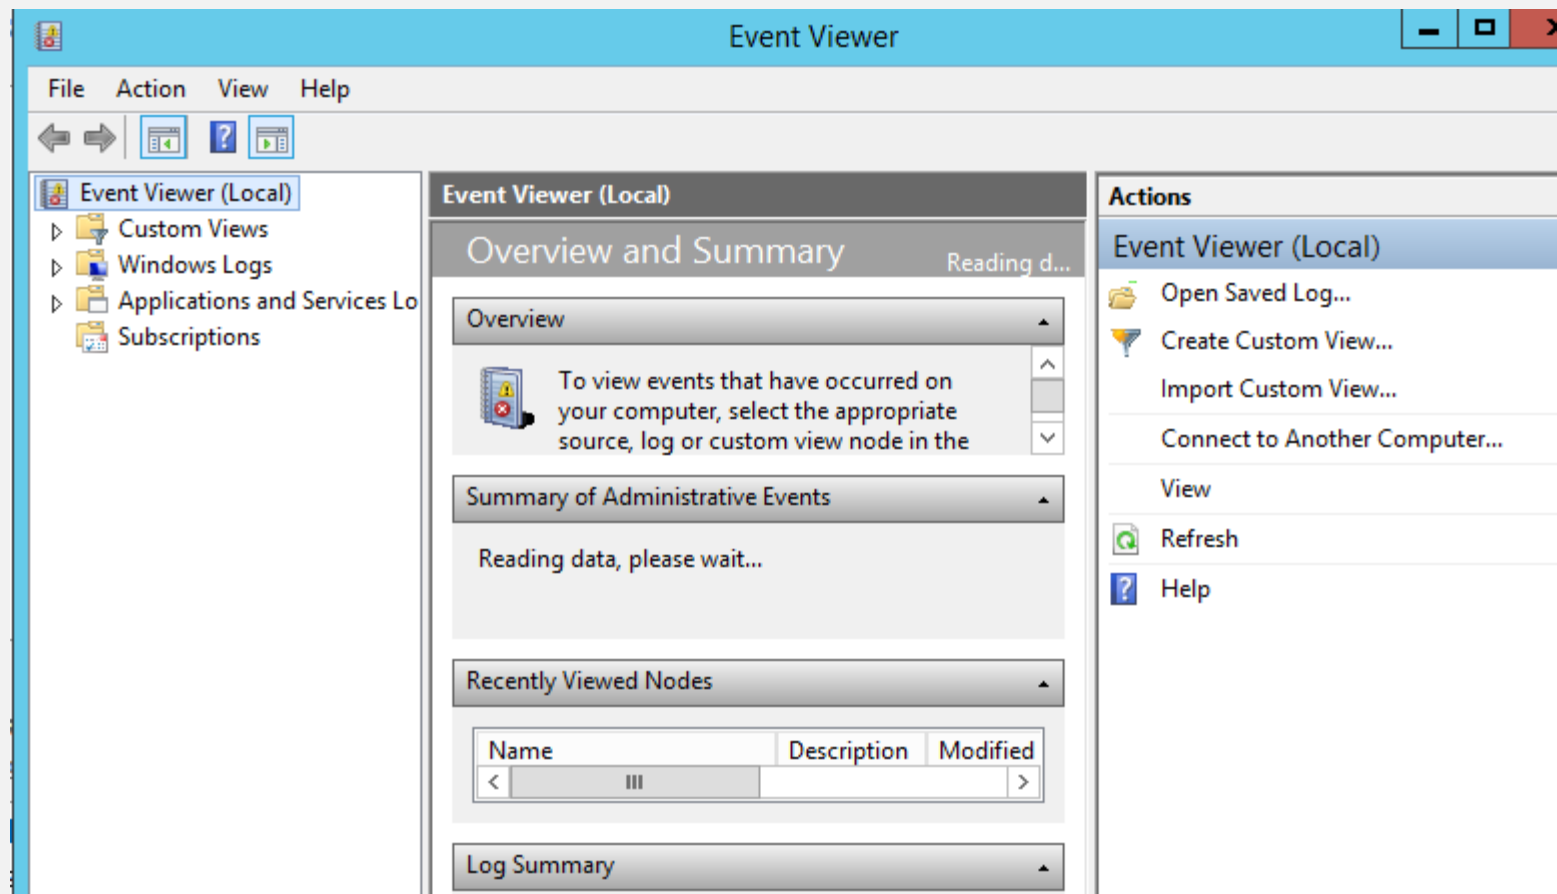 Event Viewer
File Action View Help
Event Viewer (Local)
Custom Views
Windows Logs
Applications and Services Lo
Subscriptions
Event Viewer (Local)
Overview and Summary
Reading d...
Overview
To view events that have occurred on
your computer, select the appropriate
source, log or custom view node in the
Summary of Administrative Events
Reading data, please wait...
Recently Viewed Nodes
Name Description Modified
Log Summary
Actions
Event Viewer (Local)
Open Saved Log...
Create Custom View...
Import Custom View...
Connect to Another Computer...
View
Refresh
Help